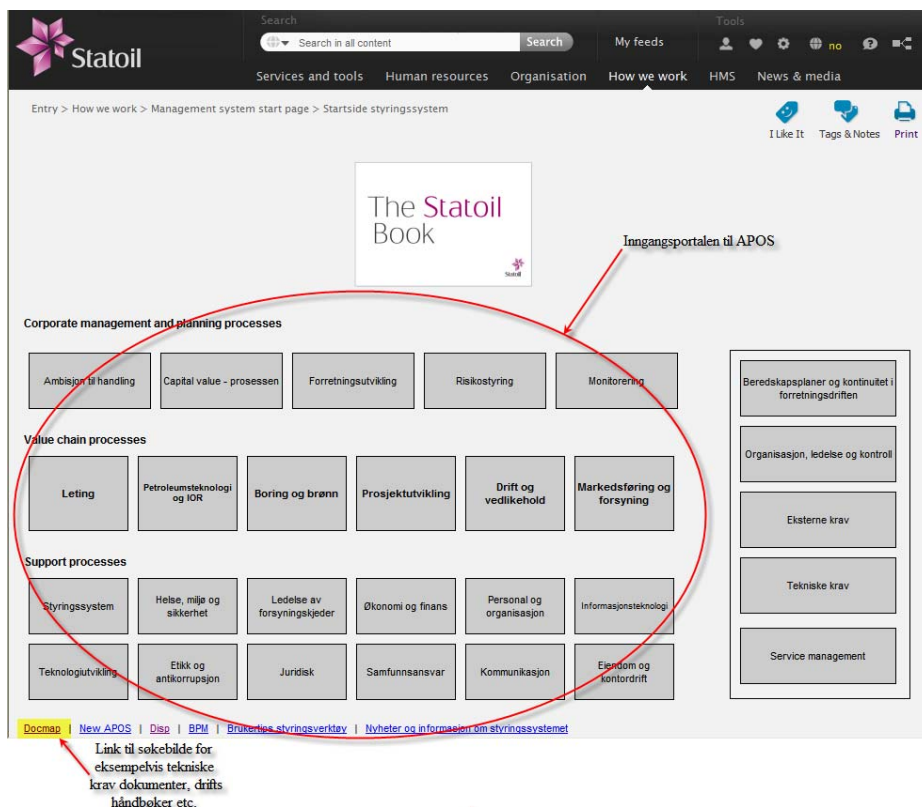 Search
Tools
Statoil
Search in all content
Search
My feeds
no
Services and tools
Human resources
Organisation
How we work
HMS
News & media
Entry > How we work > Management system start page > Startside styringssystem
I Like It
Tags & Notes
Print
The Statoil
Book
Statoil
Inngangsportalen til APOS
Corporate management and planning processes
Ambisjon til handling
Capital value - prosessen
Forretningsutvikling
Risikostyring
Monitorering
Value chain processes
Leting
Petroleumsteknologi
og IOR
Boring og brønn
Prosjektutvikling
Drift og
vedlikehold
Markedsføring og
forsyning
Support processes
Styringssystem
Helse, miljø og
sikkerhet
Ledelse av
forsyningskjeder
Økonomi og finans
Personal og
organisasjon
Informasjonsteknologi
Teknologiutvikling
Etikk og
antikorrupsjon
Juridisk
Samfunnsansvar
Kommunikasjon
Eiendom og
kontordrift
Beredskapsplaner og kontinuitet i
forretningsdriften
Organisasjon, ledelse og kontroll
Eksterne krav
Tekniske krav
Service management
Docmap | New APOS | Disp | BPM | Brukertips styringsverktøy | Nyheter og informasjon om styringssystemet
Link til søkebilde for
eksempelvis tekniske
krav dokumenter, drifts
håndbøker etc.